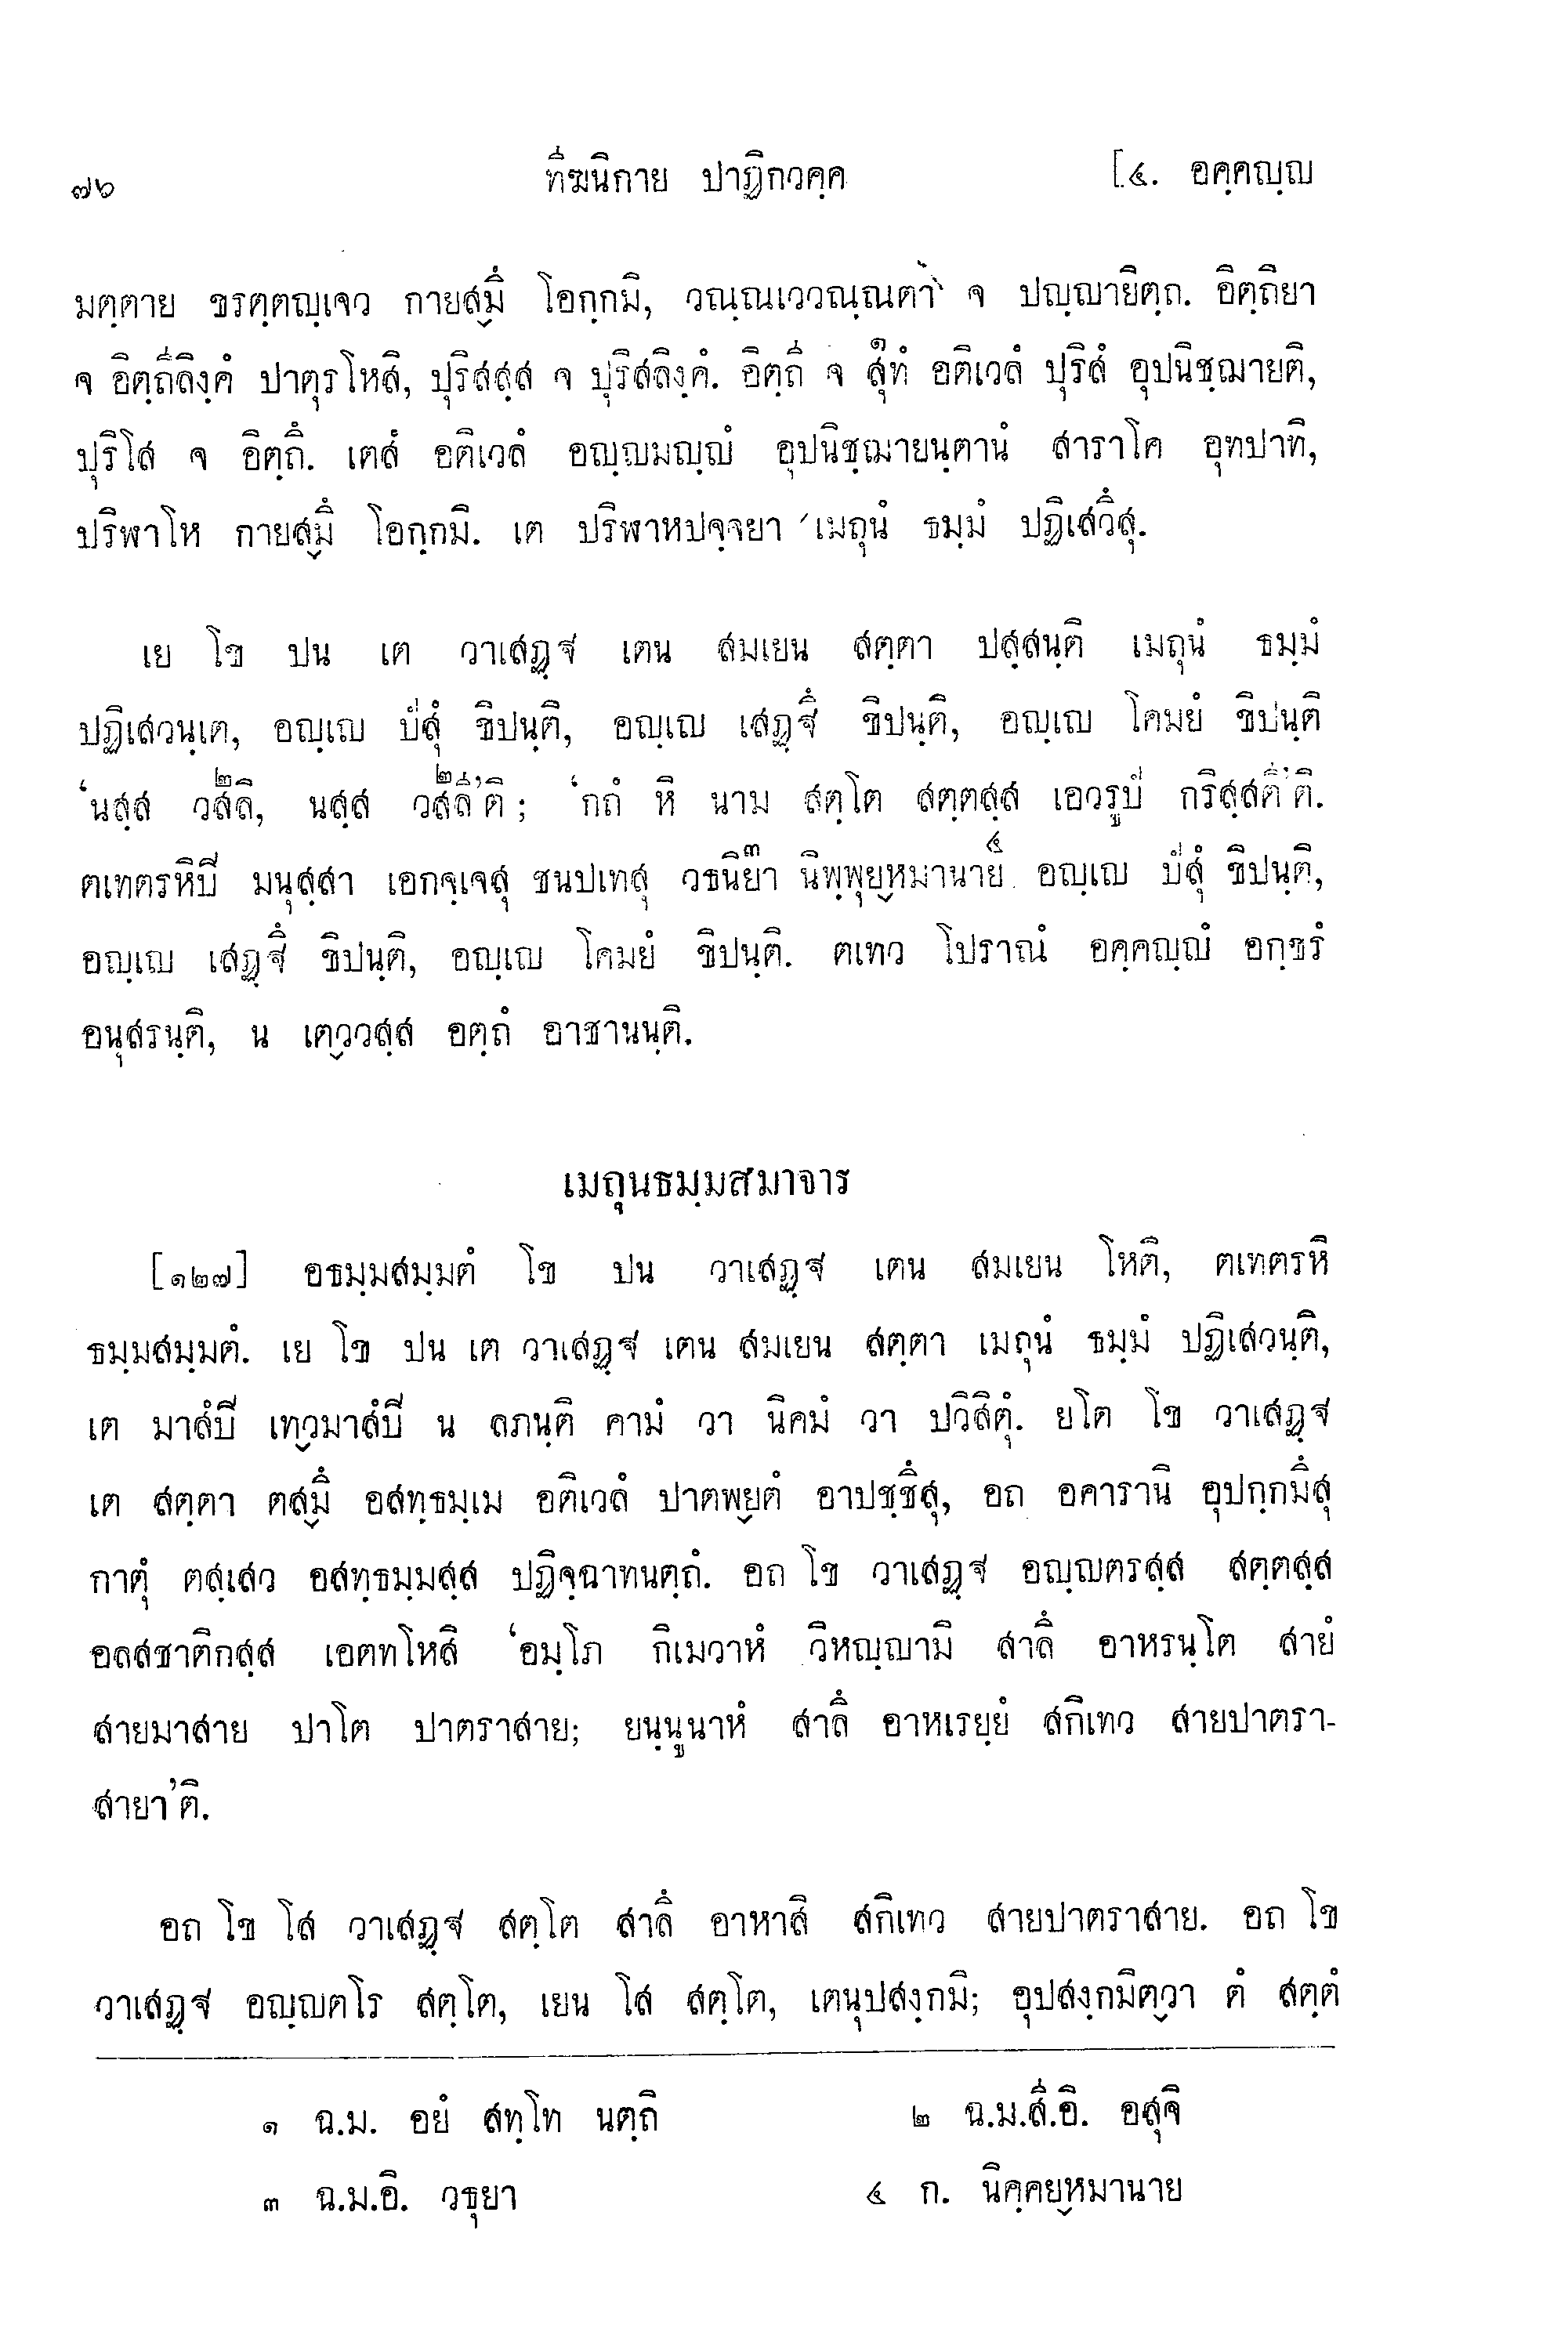 ๗๖ ทีฆนิกาย ปาฏิกวคฺค [๔. อคฺคญฺญ
มตฺตาย ขรตฺตญฺเจว กายสฺมึ โอกฺกมิ, วณฺณเววณฺณตา จ ปญฺญายิตฺถ. อิตฺถิยา
จ อิตฺถีลิงฺคํ ปาตุรโหสิ, ปุริสสฺส จ ปุริสลิงฺคํ. อิตฺถี จ สุ๑ทํ อติเวลํ ปุริสํ อุปนิชฺฌายติ,
ปุริโส จ อิตฺถึ. เตสํ อติเวลํ อญฺญมญฺญํ อุปนิชฺฌายนฺตานํ สาราโค อุทปาทิ,
ปริฬาโห กายสฺมึ โอกฺกมิ. เต ปริฬาหปจฺจยา เมถุนํ ธมฺมํ ปฏิเสวึสุ.
เย โข ปน เต วาเสฏฺฐ เตน สมเยน สตฺตา ปสฺสนฺติ เมถุนํ ธมฺมํ
ปฏิเสวนฺเต, อญฺเญ ปํสุํ ขิปนฺติ, อญฺเญ เสฏฺฐึ ขิปนฺติ, อญฺเญ โคมยํ ขิปนฺติ
‘นสฺส วสลิ๒, นสฺส วสลี๒’ติ; ‘กถํ หิ นาม สตฺโต สตฺตสฺส เอวรูปํ กริสฺสตี’ติ.
ตเทตรหิปิ มนุสฺสา เอกจฺเจสุ ชนปเทสุ วธนิยา๓ นิพฺพุยฺหมานาย๔ อญฺเญ ปํสุํ ขิปนฺติ,
อญฺเญ เสฏฺฐึ ขิปนฺติ, อญฺเญ โคมยํ ขิปนฺติ. ตเทว โปราณํ อคฺคญฺญํ อกฺขรํ
อนุสรนฺติ, น เตฺววสฺส อตฺถํ อาชานนฺติ.
เมถุนธมฺมสมาจาร
[๑๒๗] อธมฺมสมฺมตํ โข ปน วาเสฏฺฐ เตน สมเยน โหติ, ตเทตรหิ
ธมฺมสมฺมตํ. เย โข ปน เต วาเสฏฺฐ เตน สมเยน สตฺตา เมถุนํ ธมฺมํ ปฏิเสวนฺติ,
เต มาสํปิ เทฺวมาสํปิ น ลภนฺติ คามํ วา นิคมํ วา ปวิสิตุํ. ยโต โข วาเสฏฺฐ
เต สตฺตา ตสฺมึ อสทฺธมฺเม อติเวลํ ปาตพฺยตํ อาปชฺชึสุ, อถ อคารานิ อุปกฺกมึสุ
กาตุํ ตสฺเสว อสทฺธมฺมสฺส ปฏิจฺฉาทนตฺถํ. อถ โข วาเสฏฺฐ อญฺญตรสฺส สตฺตสฺส
อลสชาติกสฺส เอตทโหสิ ‘อมฺโภ กิเมวาหํ วิหญฺญามิ สาลึ อาหรนฺโต สายํ
สายมาสาย ปาโต ปาตราสาย; ยนฺนูนาหํ สาลึ อาหเรยฺยํ สกึเทว สายปาตรา-
สายา’ติ.
อถ โข โส วาเสฏฺฐ สตฺโต สาลึ อาหาสิ สกึเทว สายปาตราสาย. อถ โข
วาเสฏฺฐ อญฺญตโร สตฺโต, เยน โส สตฺโต, เตนุปสงฺกมิ; อุปสงฺกมิตฺวา ตํ สตฺตํ
๑ ฉ.ม. อยํ สทฺโท นตฺถิ ๒ ฉ.ม.สี.อิ. อสุจิ
๓ ฉ.ม.อิ. วธุยา ๔ ก. นิคฺคยฺหมานาย